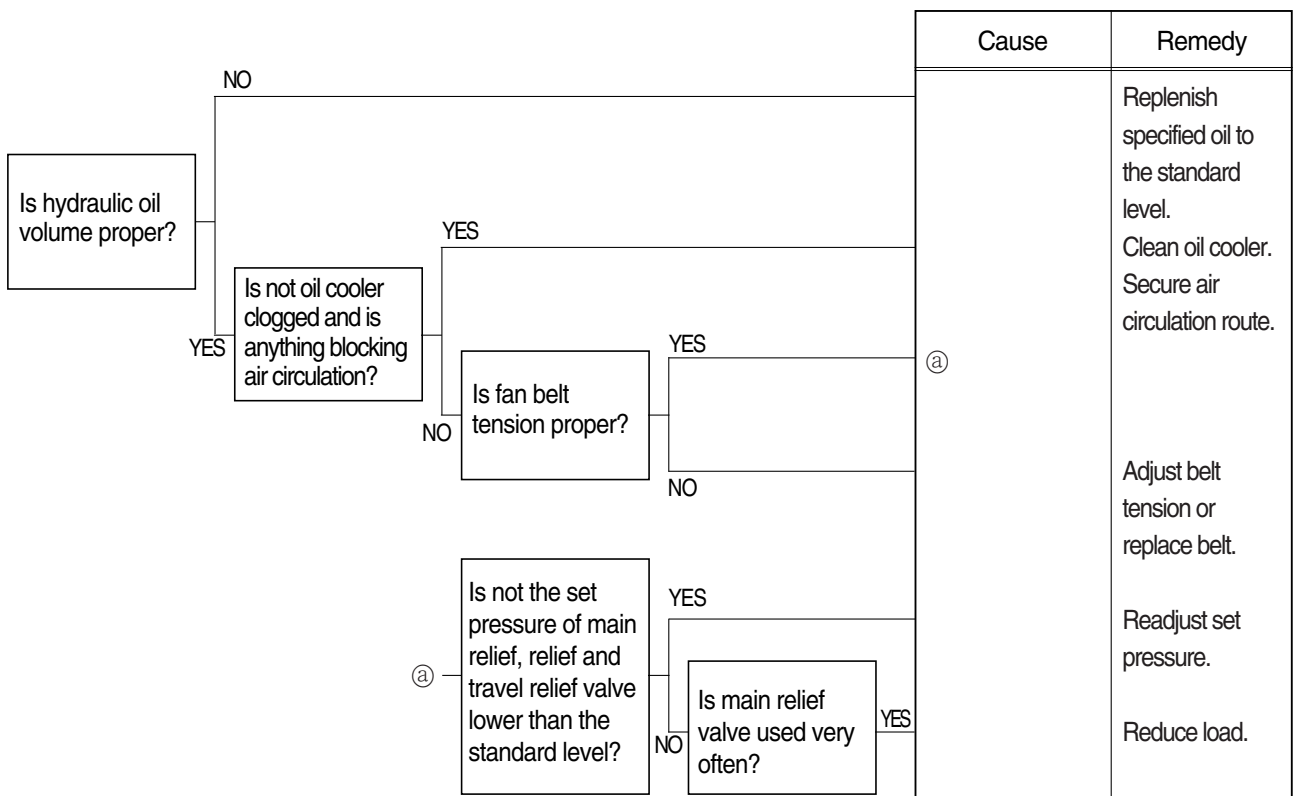 Cause
Remedy
NO
Replenish
specified oil to
the standard
level.
Is hydraulic oil
volume proper?
YES
Clean oil cooler.
Secure air
circulation route.
YES
Is not oil cooler
clogged and is
anything blocking
air circulation?
YES
ⓐ
NO
Is fan belt
tension proper?
NO
Adjust belt
tension or
replace belt.
ⓐ
Is not the set
pressure of main
relief, relief and
travel relief valve
lower than the
standard level?
YES
Readjust set
pressure.
NO
Is main relief
valve used very
often?
YES
Reduce load.